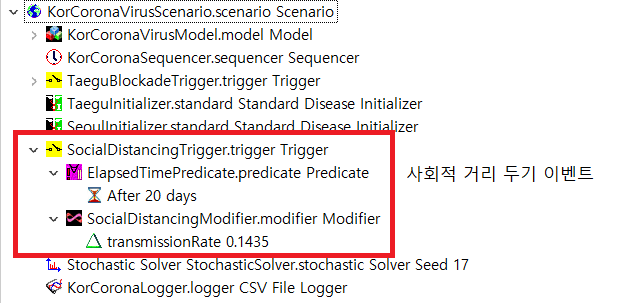 KorCoronaVirusScenario.scenario Scenario
KorCoronaVirusModel.model Model
KorCoronaSequencer.sequencer Sequencer
TaeguBlockadeTrigger.trigger Trigger
TaeguInitializer.standard Standard Disease Initializer
SeoulInitializer.standard Standard Disease Initializer
SocialDistancingTrigger.trigger Trigger
ElapsedTimePredicate.predicate Predicate 사회적 거리 두기 이벤트
After 20 days
SocialDistancingModifier.modifier Modifier
transmissionRate 0.1435
Stochastic Solver StochasticSolver.stochastic Solver Seed 17
KorCoronaLogger.logger CSV File Logger